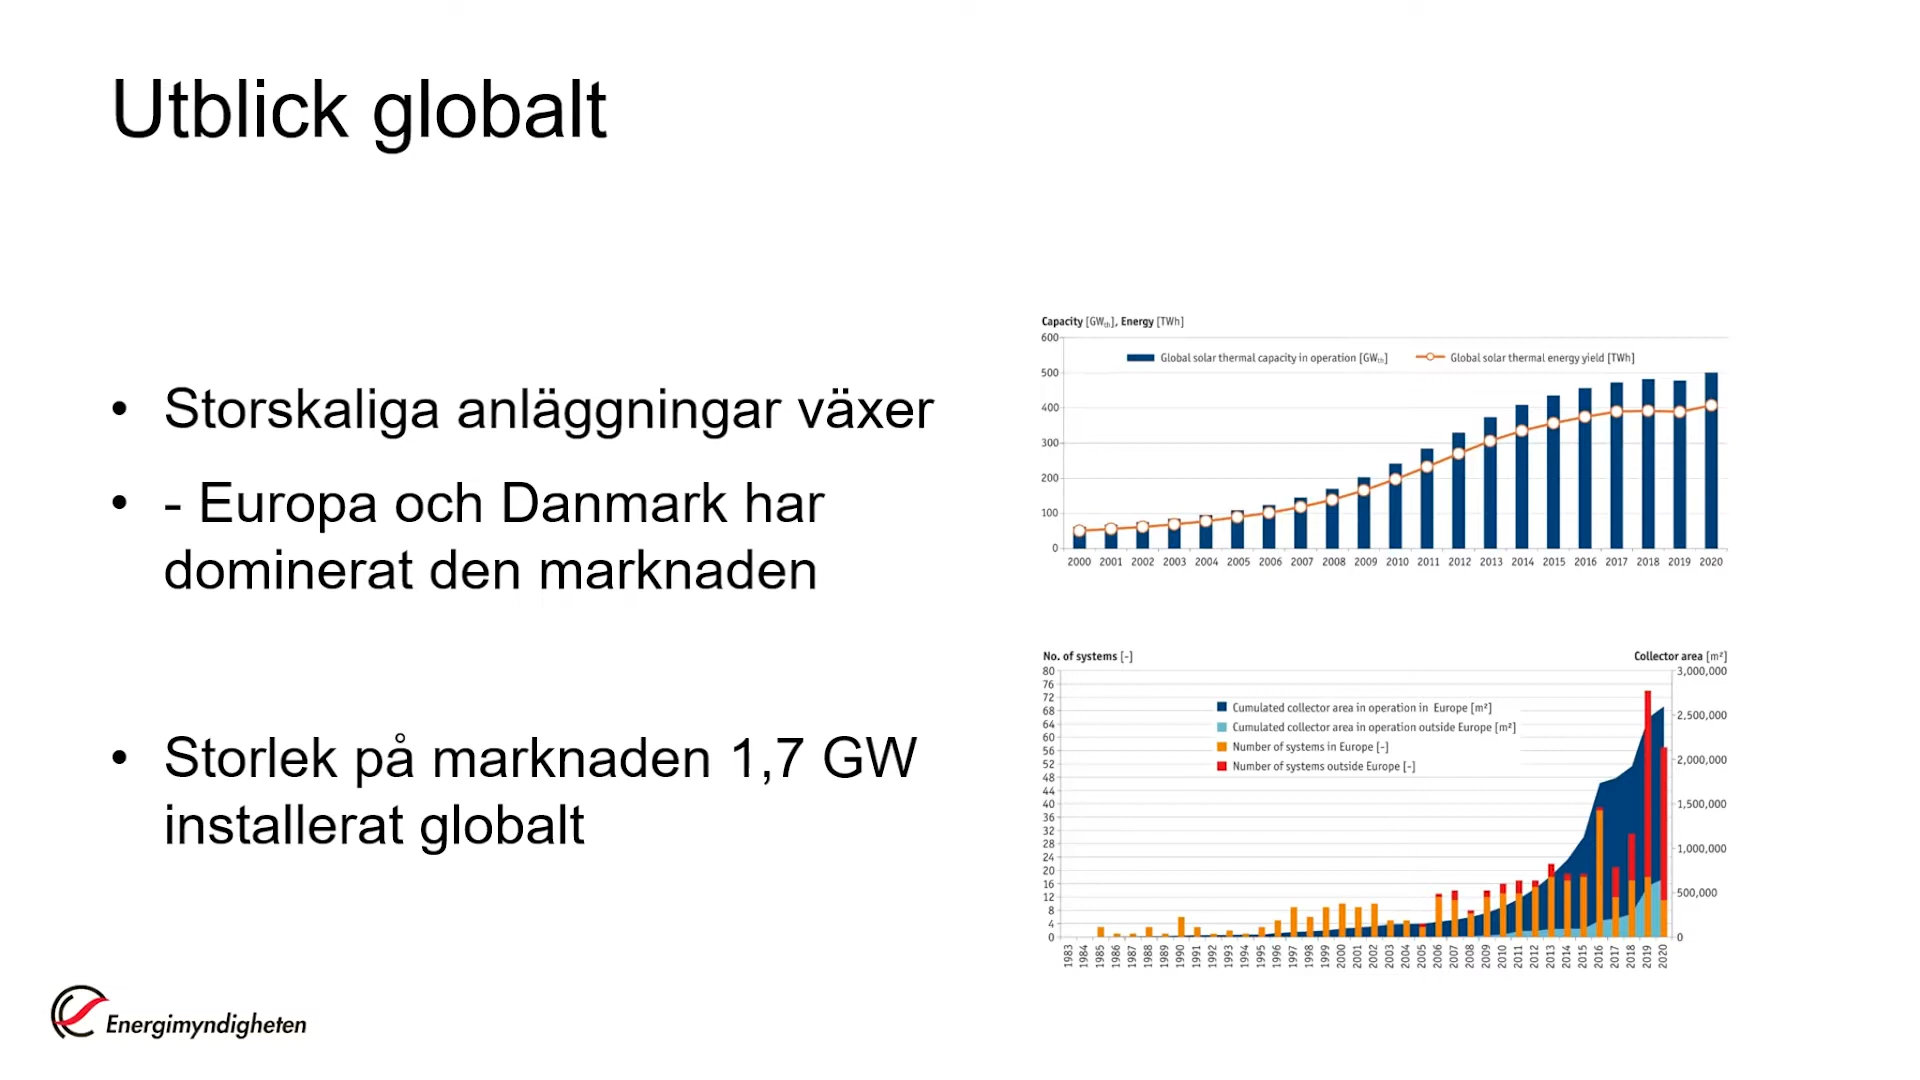 Utblick globalt
• Storskaliga anläggningar växer
• - Europa och Danmark har
dominerat den marknaden
• Storlek på marknaden 1,7 GW
installerat globalt
Capacity [GWth], Energy [TWh]
600
500
400
300
200
100
0
Global solar thermal capacity in operation [GWth]
Global solar thermal energy yield [TWh]
2000 2001 2002 2003 2004 2005 2006 2007 2008 2009 2010 2011 2012 2013 2014 2015 2016 2017 2018 2019 2020
No. of systems [-]
Collector area [m²]
80
76
72
68
64
60
56
52
48
44
40
36
32
28
24
20
16
12
8
4
0
Cumulated collector area in operation in Europe [m²]
Cumulated collector area in operation outside Europe [m²]
Number of systems in Europe [-]
Number of systems outside Europe [-]
3,000,000
2,500,000
2,000,000
1,500,000
1,000,000
500,000
0
1983 1984 1985 1986 1987 1988 1989 1990 1991 1992 1993 1994 1995 1996 1997 1998 1999 2000 2001 2002 2003 2004 2005 2006 2007 2008 2009 2010 2011 2012 2013 2014 2015 2016 2017 2018 2019 2020
Energimyndigheten